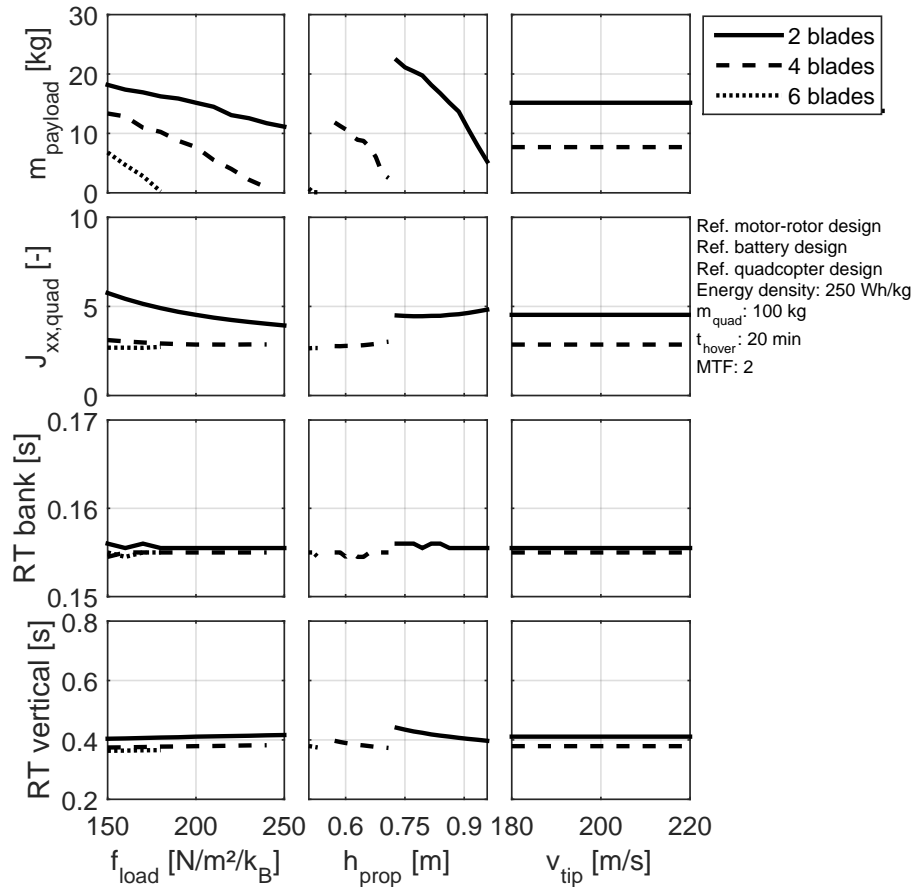 30
20
10
0
m_payload [kg]
2 blades
4 blades
6 blades
10
5
0
J_xx,quad [-]
Ref. motor-rotor design
Ref. battery design
Ref. quadcopter design
Energy density: 250 Wh/kg
m_quad: 100 kg
t_hover: 20 min
MTF: 2
0.17
0.16
0.15
RT bank [s]
0.8
0.6
0.4
0.2
RT vertical [s]
150 200 250 0.6 0.75 0.9 180 200 220
f_load [N/m²/k_B] h_prop [m] v_tip [m/s]